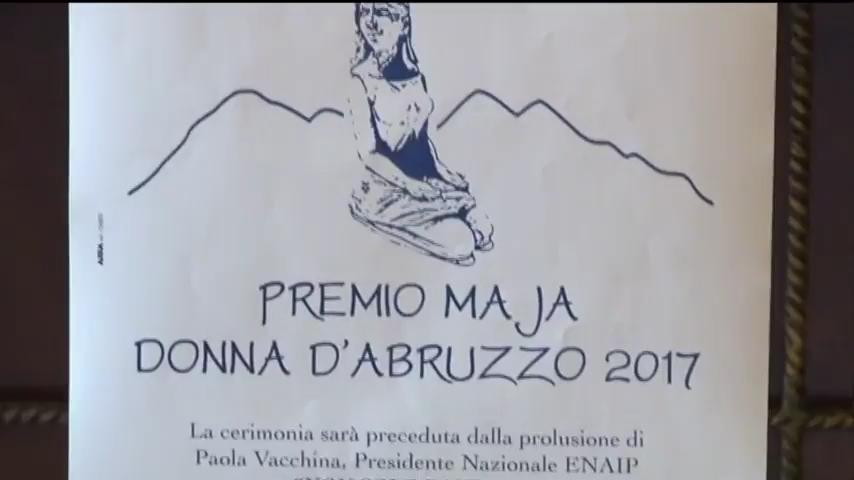 PREMIO MAJA
DONNA D'ABRUZZO 2017
La cerimonia sarà preceduta dalla prolusione di
Paola Vacchina, Presidente Nazionale ENAIP